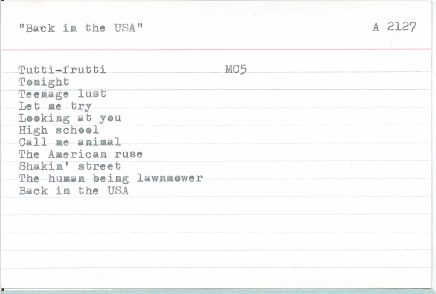 "Back in the USA" A 2127
Tutti-frutti MC5
Tonight
Teenage lust
Let me try
Looking at you
High school
Call me animal
The American ruse
Shakin' street
The human being lawnmower
Back in the USA